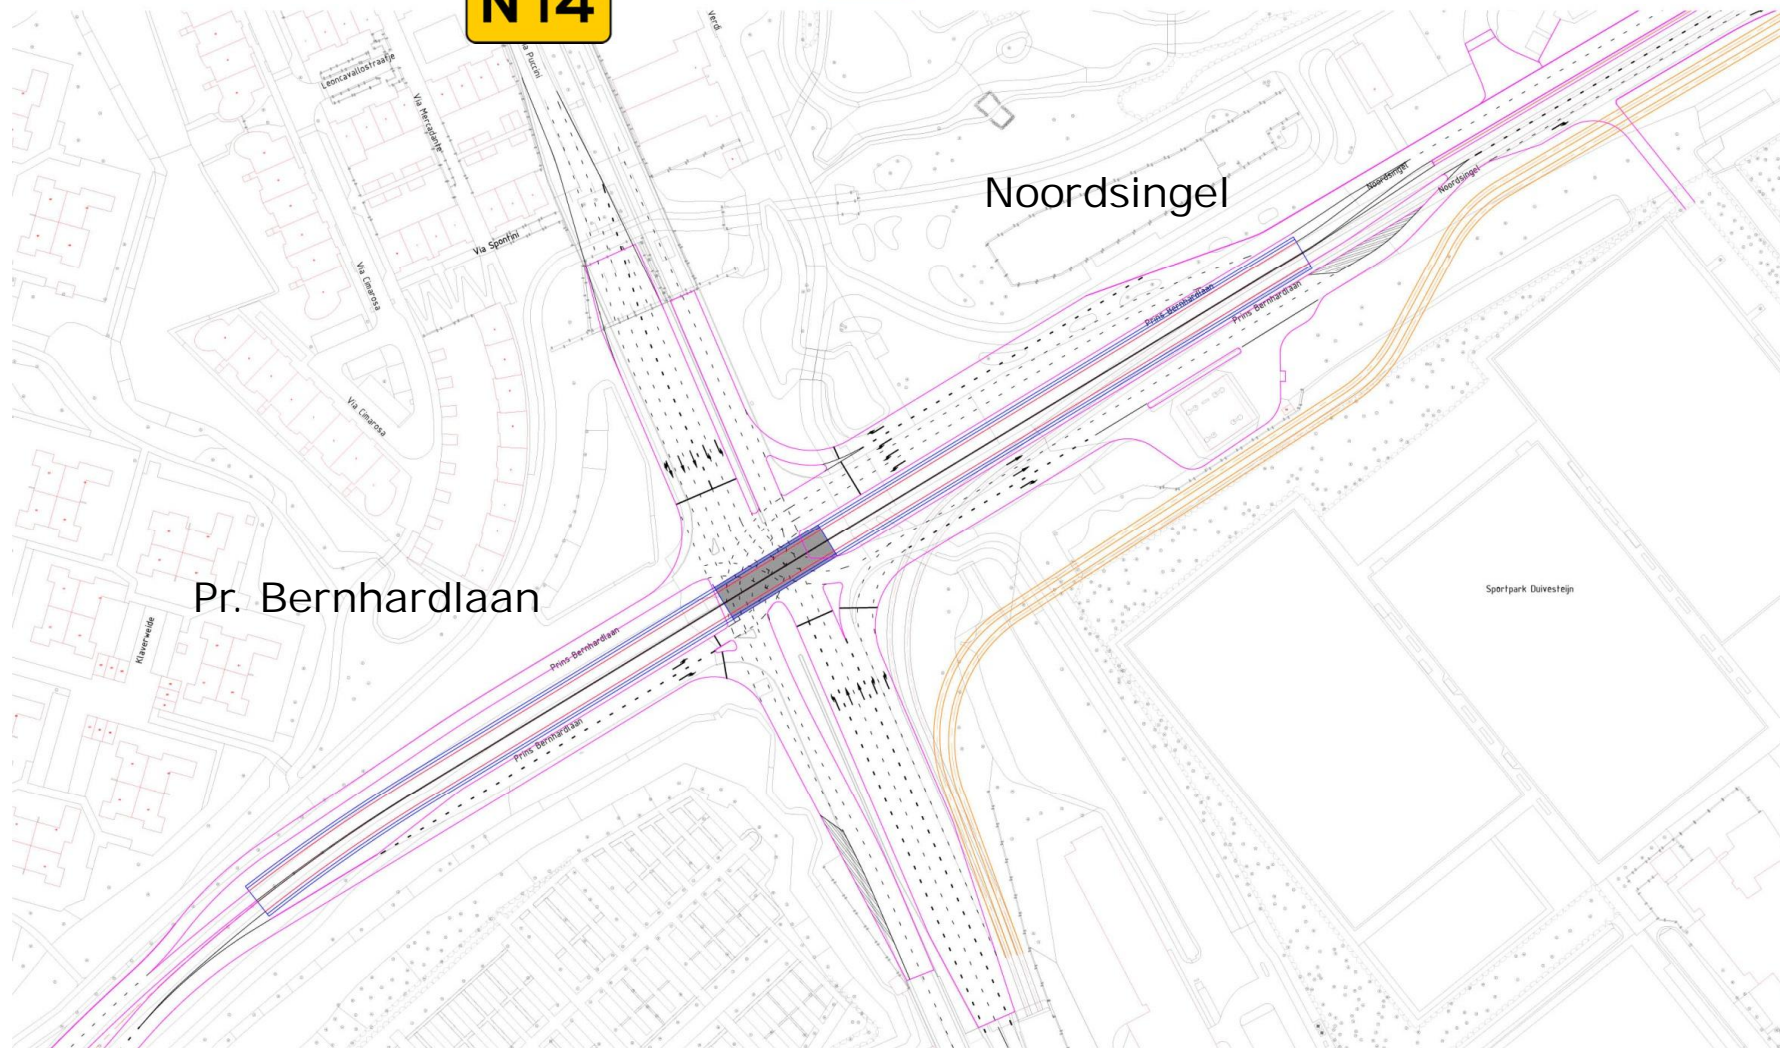 N14
Verdi
Via Puccini
Leoncavallostraatje
Via Mercadante
Noordsingel
Noordsingel
Noordsingel
Via Spontini
Via Cimarosa
Prins Bernhardlaan
Prins Bernhardlaan
Via Cimarosa
Pr. Bernhardlaan
Sportpark Duivesteijn
Klaverweide
Prins Bernhardlaan
Prins Bernhardlaan